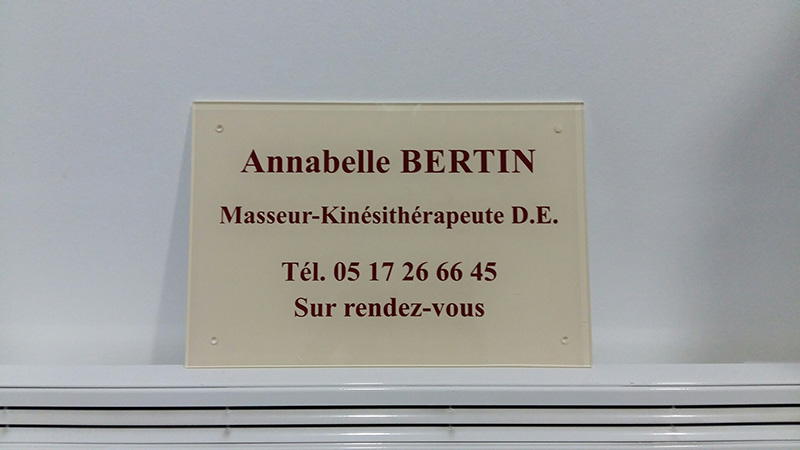 Annabelle BERTIN
Masseur-Kinésithérapeute D.E.
Tél. 05 17 26 66 45
Sur rendez-vous